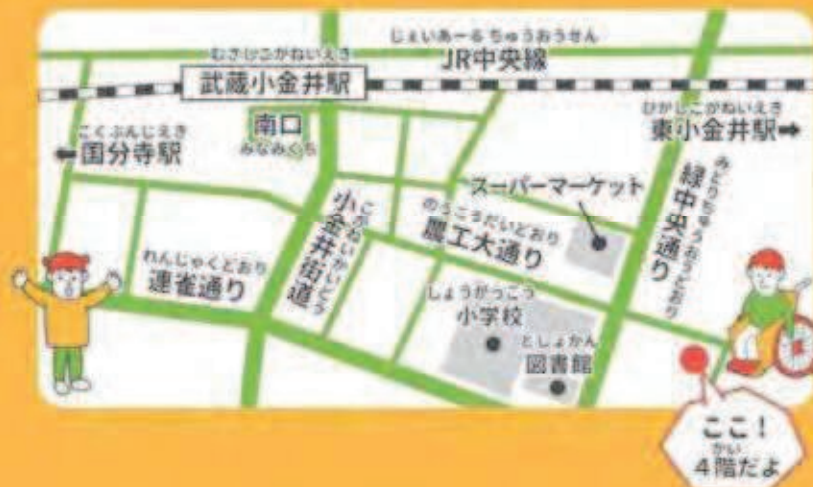 じぇいあーる ちゅうおうせん
JR中央線
むさしこがねいえき
武蔵小金井駅
南口
みなみぐち
こくぶんじえき
←国分寺駅
ひがしこがねいえき
東小金井駅→
みどりちゅうおうどおり
緑中央通り
スーパーマーケット
のうこうだいどおり
農工大通り
こがねいかいどう
小金井街道
れんじゃくどおり
連雀通り
しょうがっこう
小学校
としょかん
図書館
ここ!
かい
4階だよ